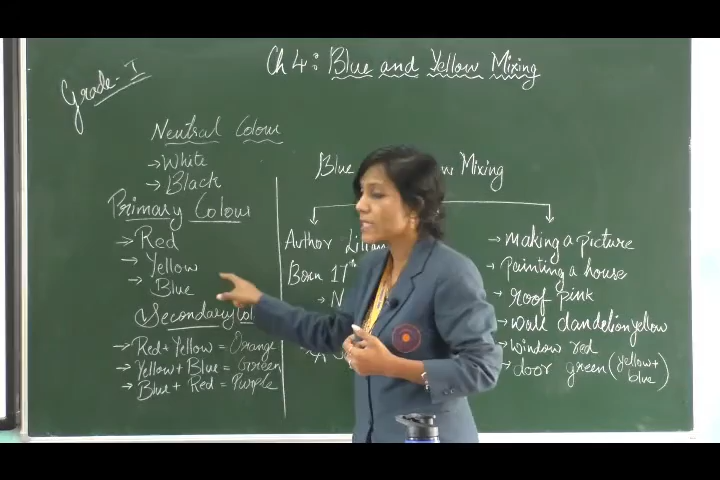 Ch 4: Blue and Yellow Mixing
Grade-I
Neutral Colour
→ White
→ Black
Primary Colour
→ Red
→ Yellow
→ Blue
Secondary Col
→ Red + Yellow = Orange
→ Yellow + Blue = Green
→ Blue + Red = Purple
Blue w Mixing
Author Lillian
Born 17th
→ N
→ making a picture
→ Painting a house
→ roof pink
→ wall dandelion yellow
→ window red
→ door green (yellow + blue)